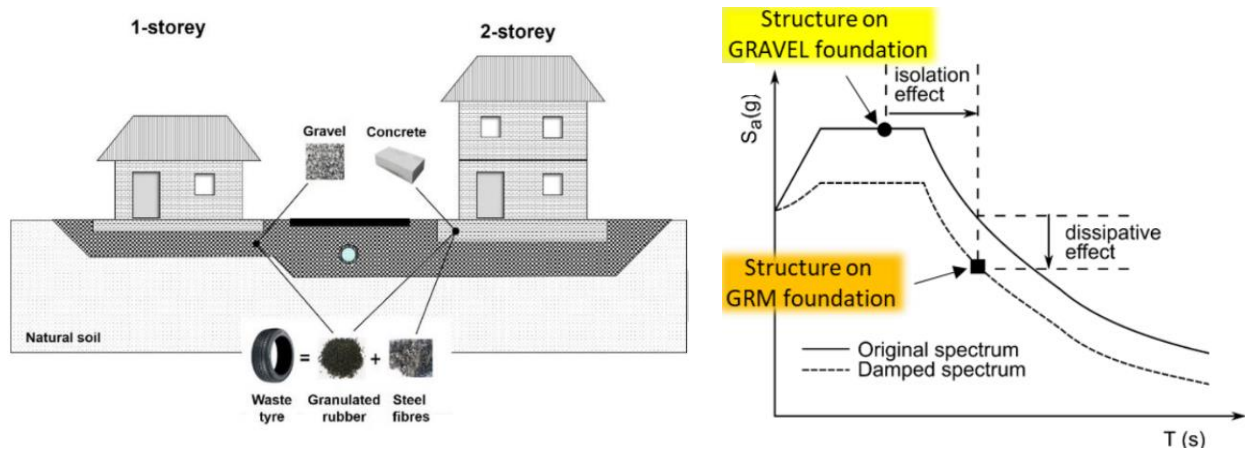 1-storey
2-storey
Gravel
Concrete
Natural soil
=
+
Waste
tyre
Granulated
rubber
Steel
fibres
Structure on
GRAVEL foundation
isolation
effect
Sa(g)
dissipative
effect
Structure on
GRM foundation
Original spectrum
Damped spectrum
T (s)